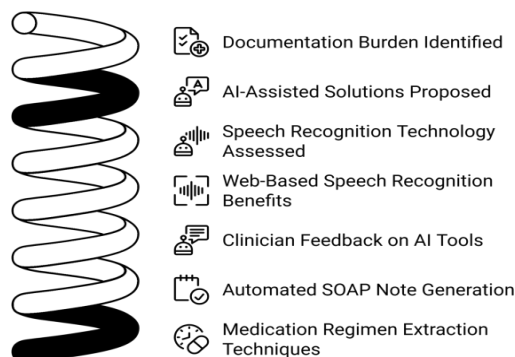 Documentation Burden Identified
AI-Assisted Solutions Proposed
Speech Recognition Technology
Assessed
Web-Based Speech Recognition
Benefits
Clinician Feedback on AI Tools
Automated SOAP Note Generation
Medication Regimen Extraction
Techniques